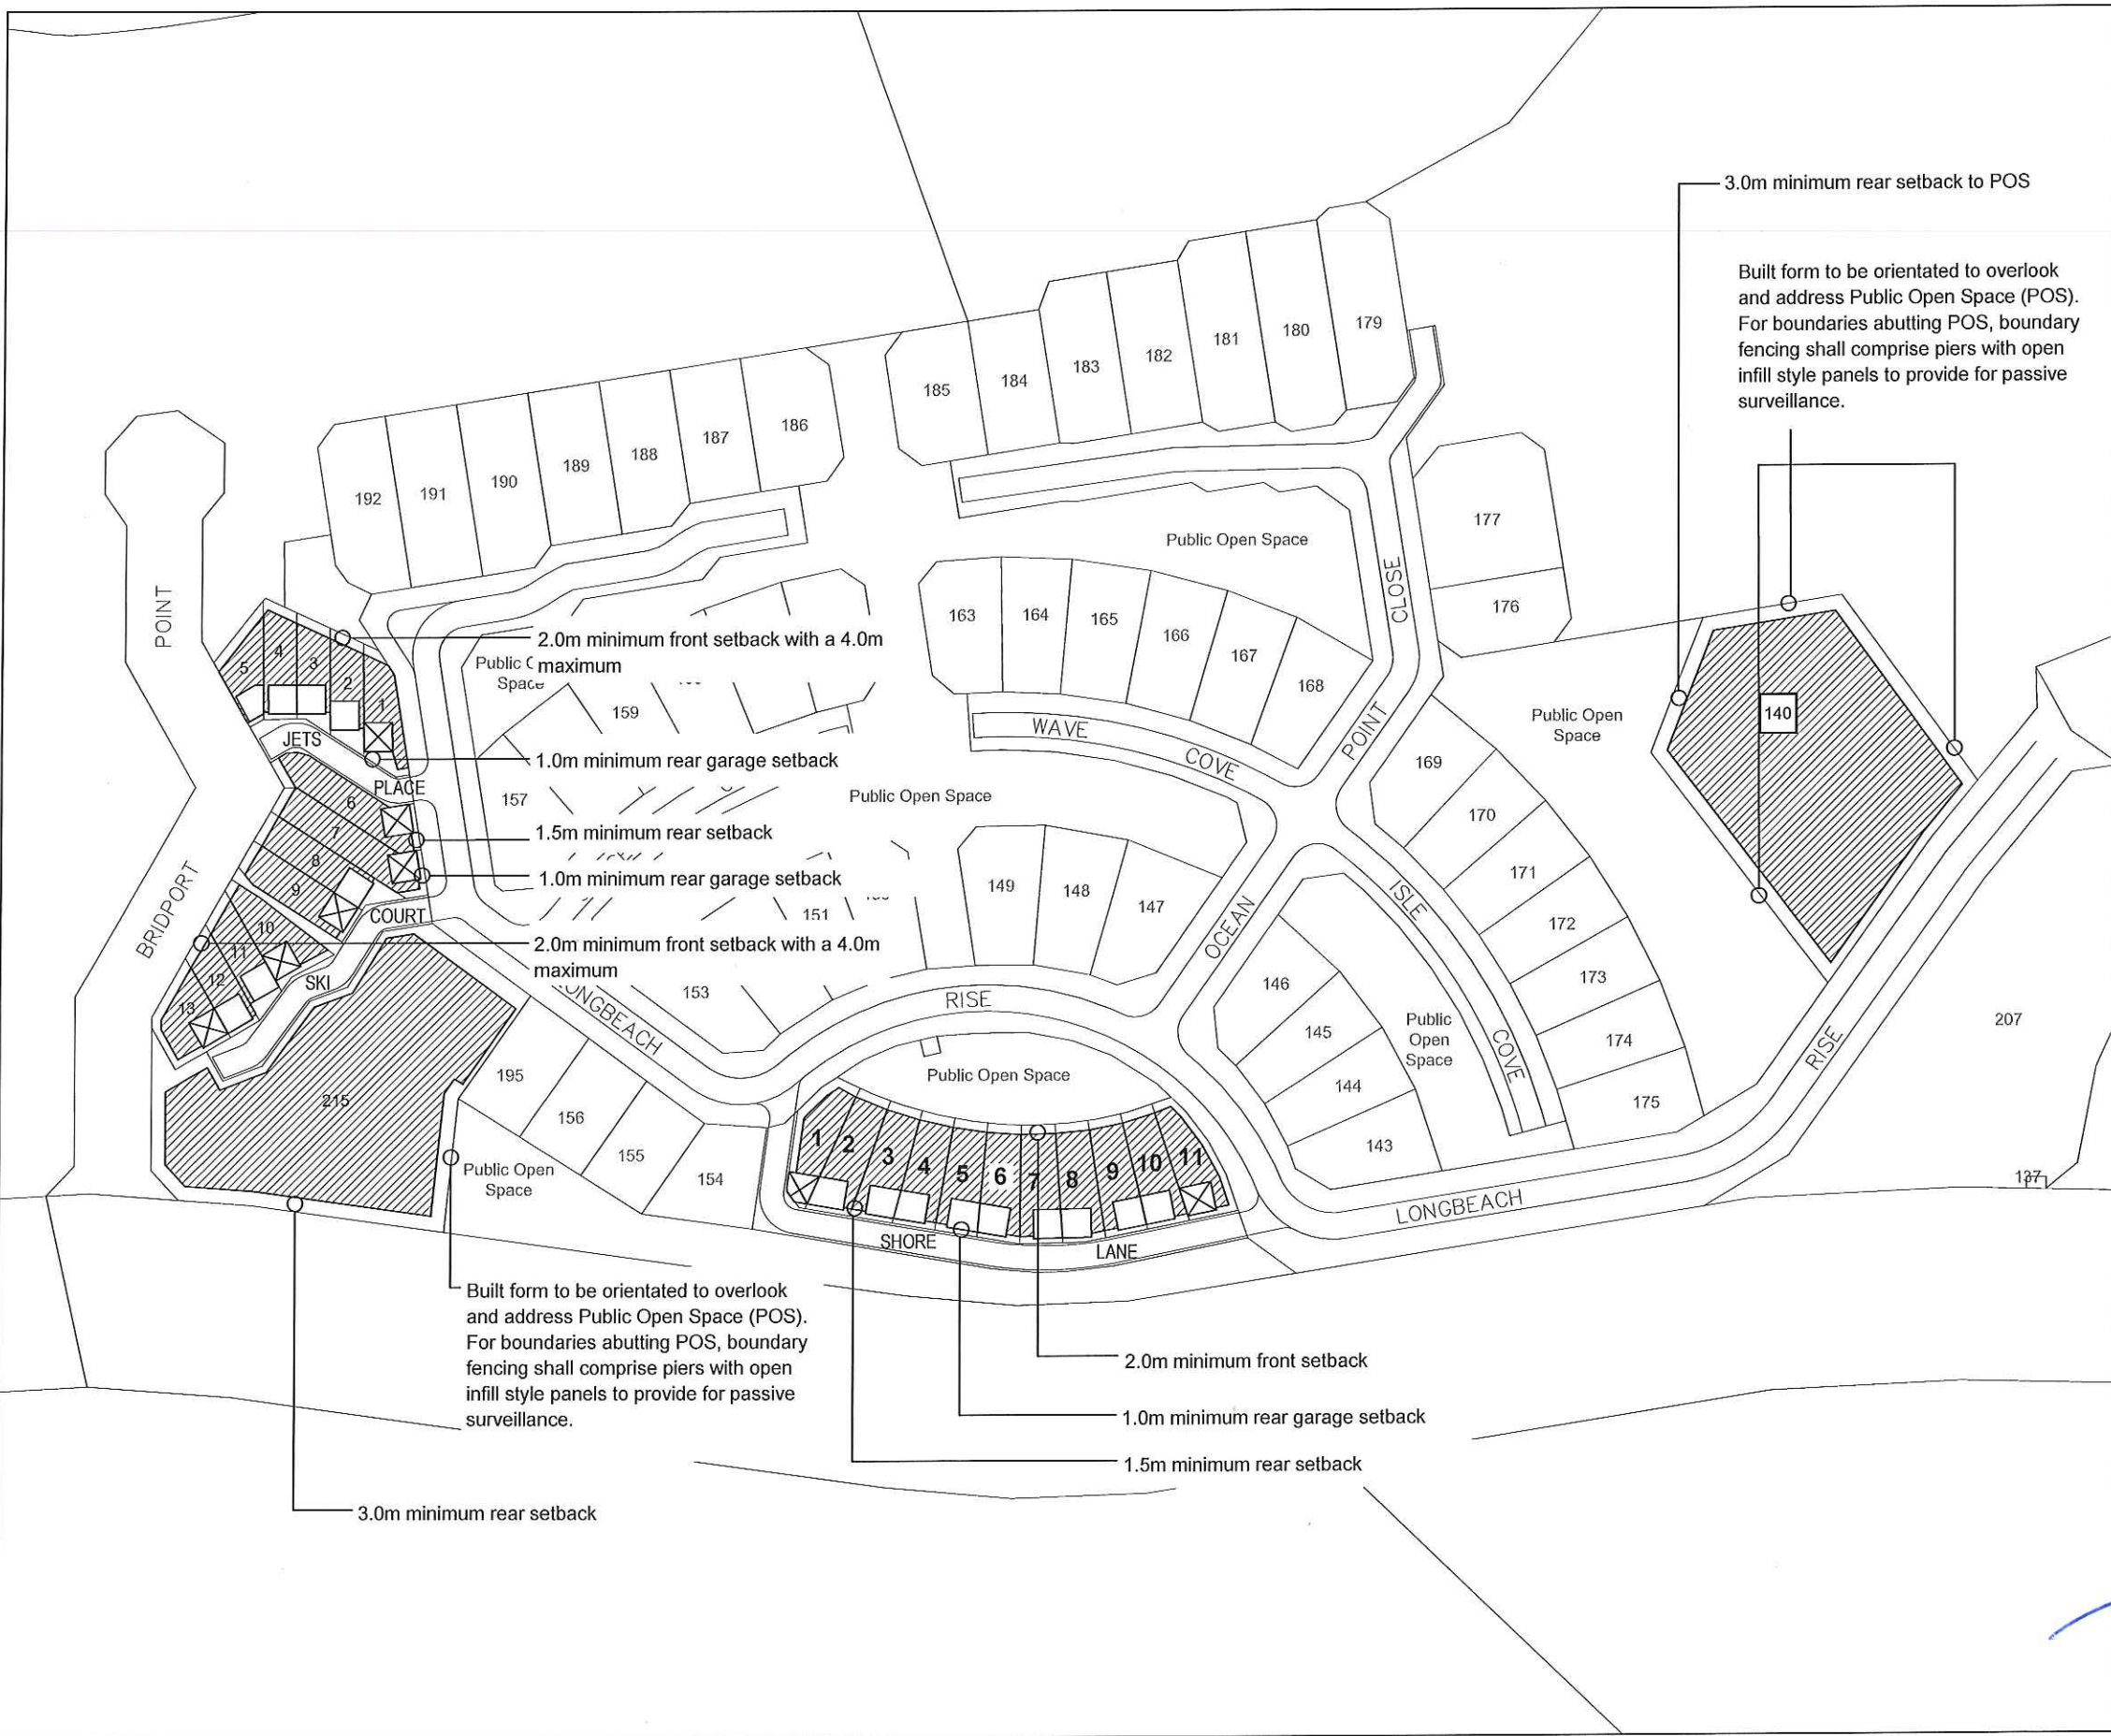 3.0m minimum rear setback to POS
Built form to be orientated to overlook
and address Public Open Space (POS).
For boundaries abutting POS, boundary
fencing shall comprise piers with open
infill style panels to provide for passive
surveillance.
179
180
181
182
183
184
185
186
187
188
189
190
191
192
177
176
Public Open Space
CLOSE
POINT
163
164
165
166
167
168
2.0m minimum front setback with a 4.0m
maximum
Public
Space
159
5
4
3
2
1
JETS
PLACE
1.0m minimum rear garage setback
157
1.5m minimum rear setback
1.0m minimum rear garage setback
Public Open Space
WAVE
COVE
POINT
OCEAN
Public Open
Space
140
169
170
171
172
173
174
175
6
7
8
9
10
11
12
13
COURT
SKI
BRIDPORT
2.0m minimum front setback with a 4.0m
maximum
151
149
148
147
153
LONGBEACH
RISE
ISLE
COVE
146
145
144
143
Public
Open
Space
207
RISE
LONGBEACH
137
215
195
156
155
154
Public Open
Space
Public Open Space
1
2
3
4
5
6
7
8
9
10
11
SHORE
LANE
Built form to be orientated to overlook
and address Public Open Space (POS).
For boundaries abutting POS, boundary
fencing shall comprise piers with open
infill style panels to provide for passive
surveillance.
2.0m minimum front setback
1.0m minimum rear garage setback
1.5m minimum rear setback
3.0m minimum rear setback